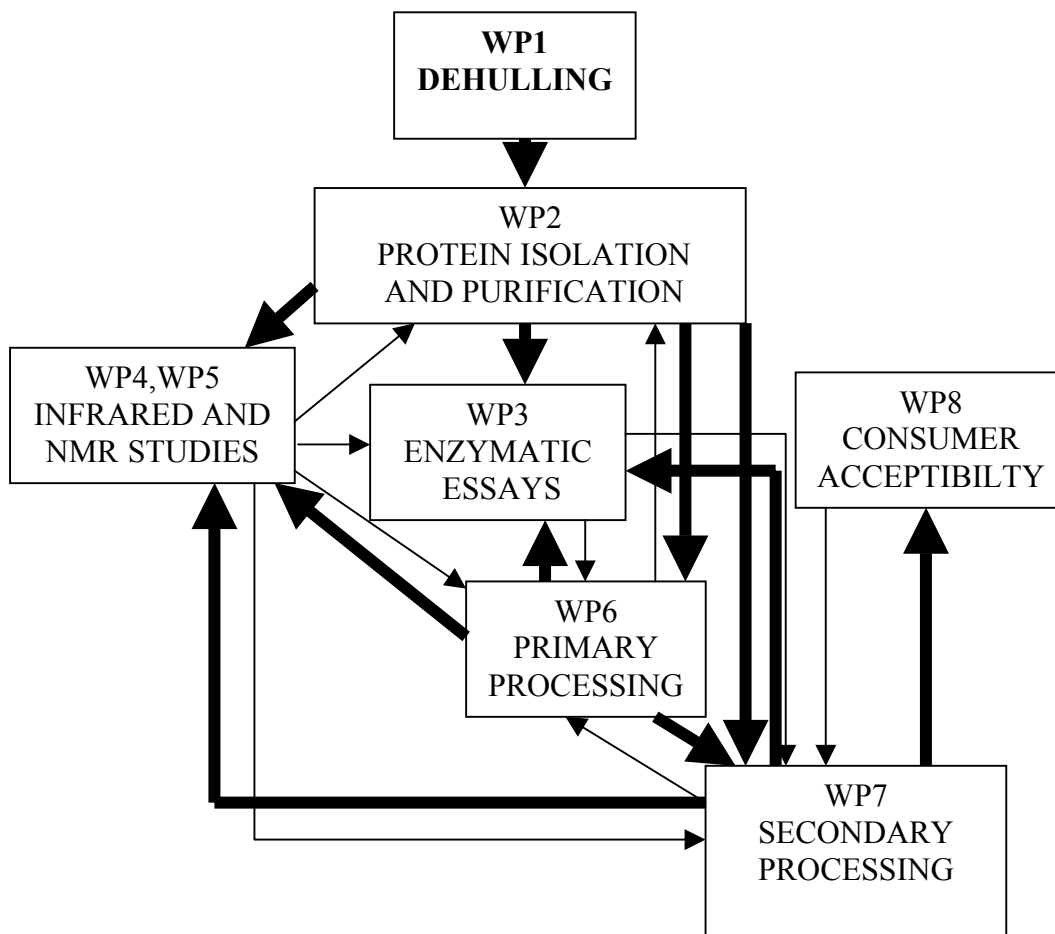 WP1
DEHULLING
WP2
PROTEIN ISOLATION
AND PURIFICATION
WP4,WP5
INFRARED AND
NMR STUDIES
WP3
ENZYMATIC
ESSAYS
WP8
CONSUMER
ACCEPTIBILTY
WP6
PRIMARY
PROCESSING
WP7
SECONDARY
PROCESSING